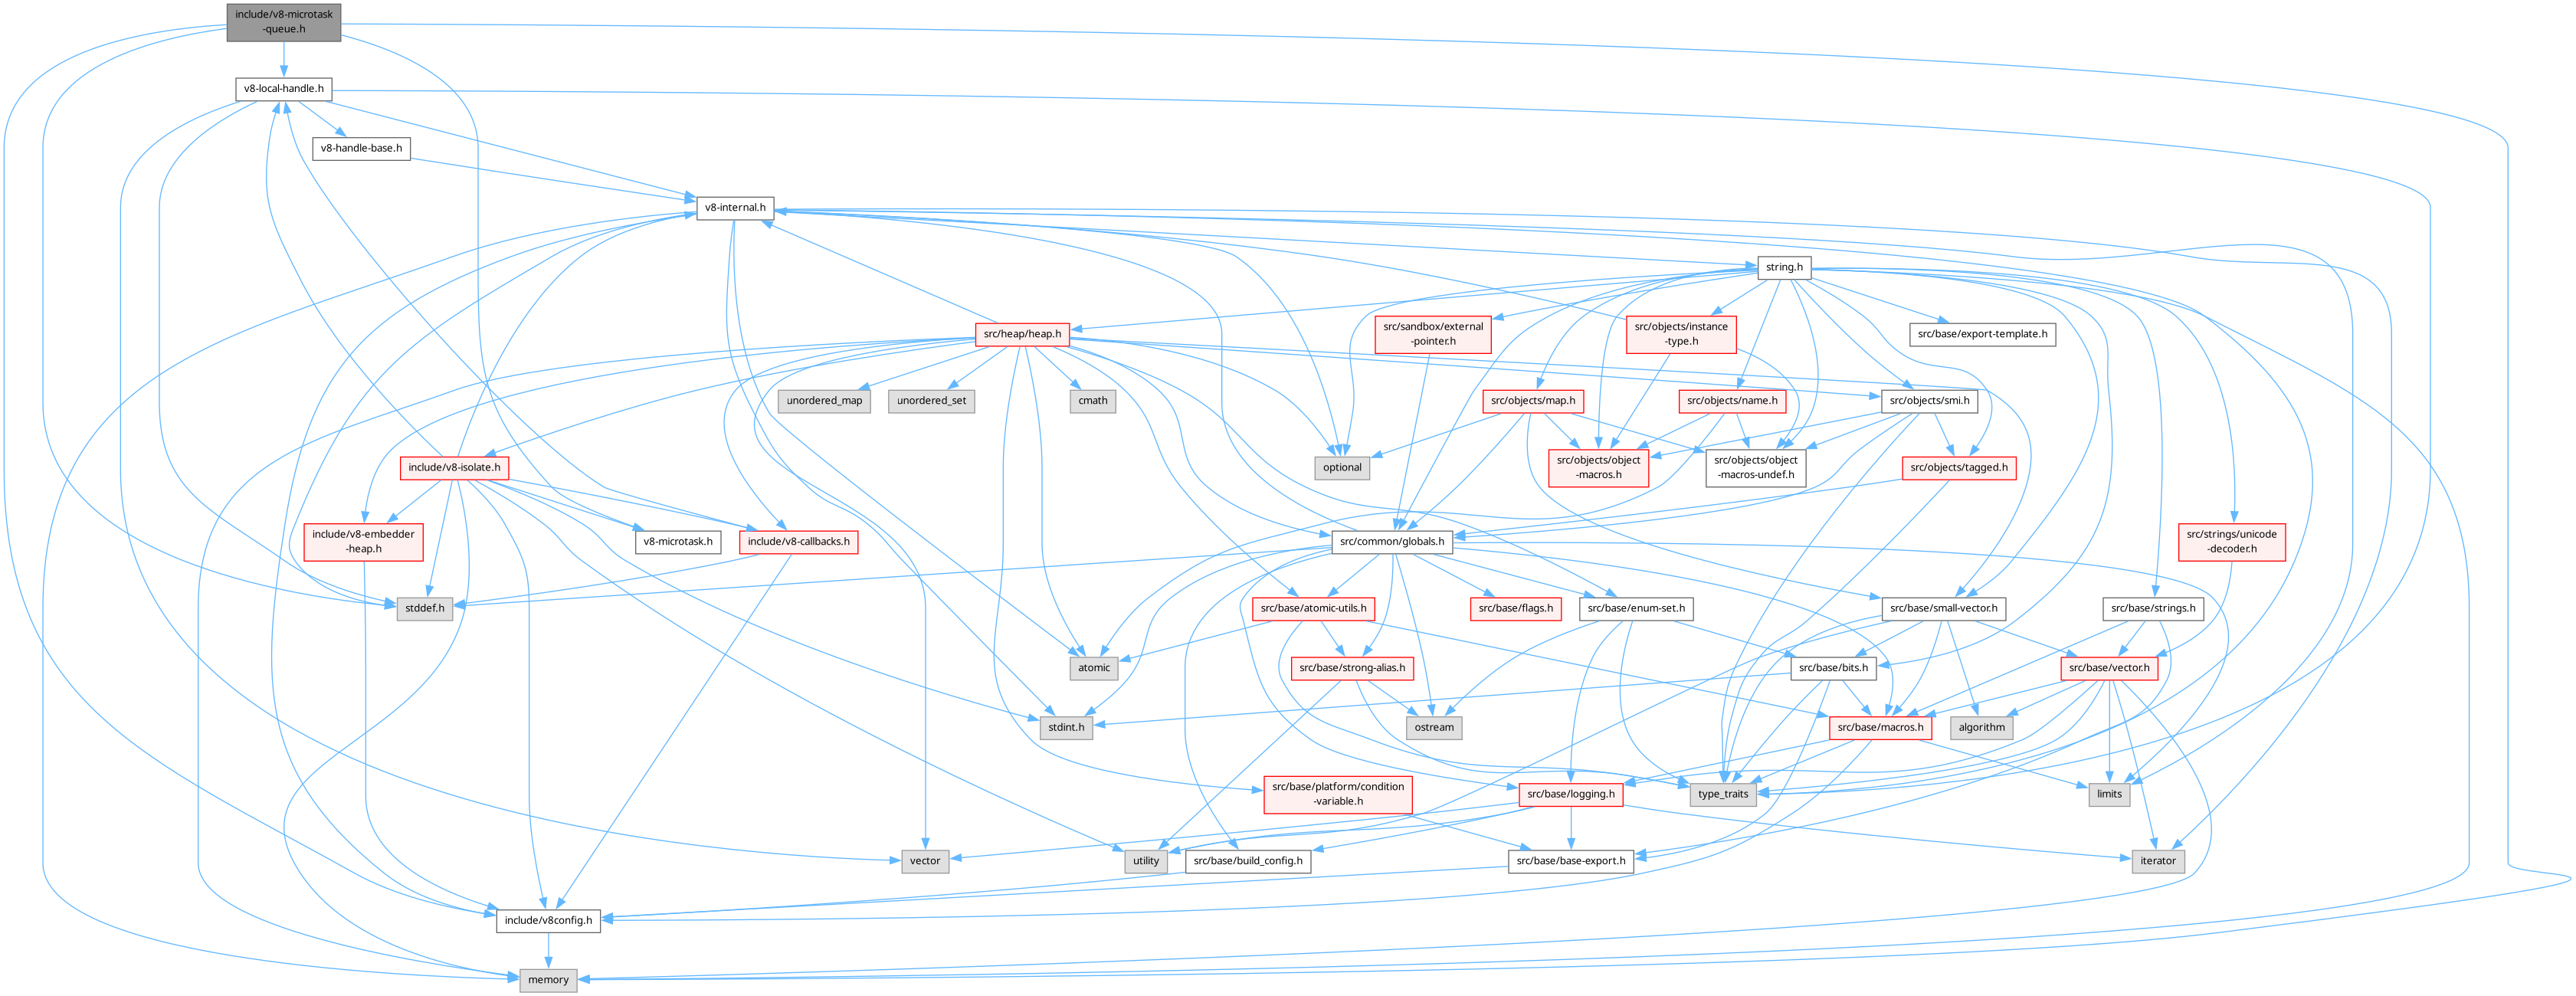 include/v8-microtask
-queue.h
v8-local-handle.h
v8-handle-base.h
v8-internal.h
string.h
src/heap/heap.h
src/sandbox/external
-pointer.h
src/objects/instance
-type.h
src/base/export-template.h
unordered_map
unordered_set
cmath
src/objects/map.h
src/objects/name.h
src/objects/smi.h
include/v8-isolate.h
optional
src/objects/object
-macros.h
src/objects/object
-macros-undef.h
src/objects/tagged.h
include/v8-embedder
-heap.h
v8-microtask.h
include/v8-callbacks.h
src/common/globals.h
src/strings/unicode
-decoder.h
stddef.h
src/base/atomic-utils.h
src/base/flags.h
src/base/enum-set.h
src/base/small-vector.h
src/base/strings.h
atomic
src/base/strong-alias.h
src/base/bits.h
src/base/vector.h
stdint.h
ostream
src/base/macros.h
algorithm
src/base/platform/condition
-variable.h
src/base/logging.h
type_traits
limits
vector
utility
src/base/build_config.h
src/base/base-export.h
iterator
include/v8config.h
memory